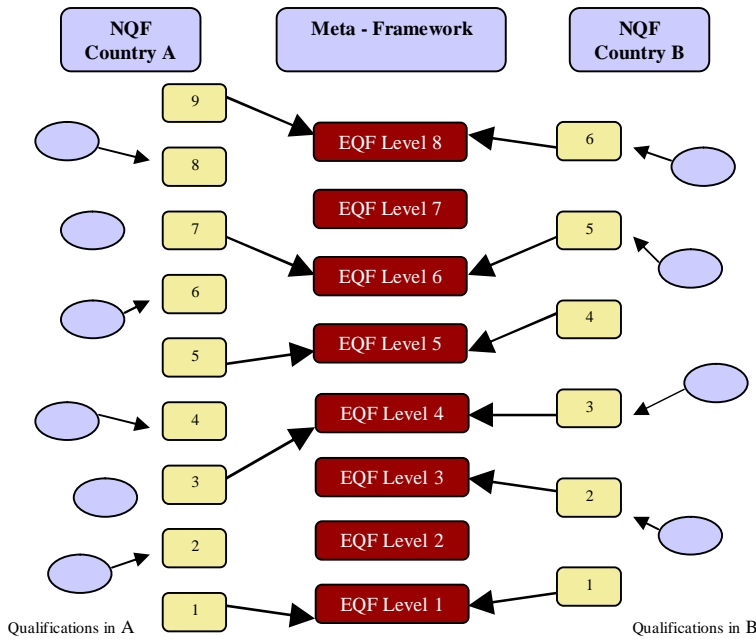 NQF
Country A
Meta - Framework
NQF
Country B
9
EQF Level 8
6
8
EQF Level 7
7
5
EQF Level 6
6
4
EQF Level 5
5
4
EQF Level 4
3
3
EQF Level 3
2
2
EQF Level 2
1
EQF Level 1
1
Qualifications in A
Qualifications in B